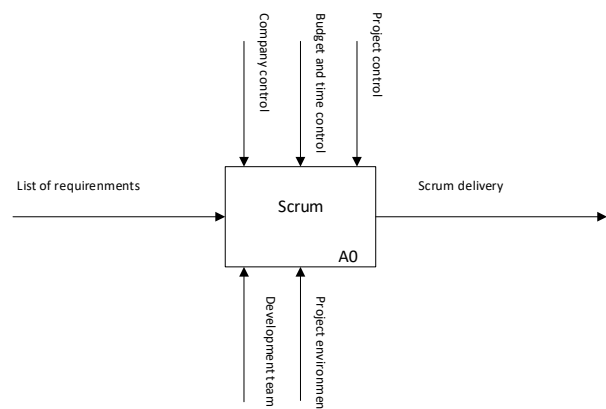 Company control
Budget and time control
Project control
List of requirenments
Scrum delivery
Scrum
A0
Development team
Project environmen